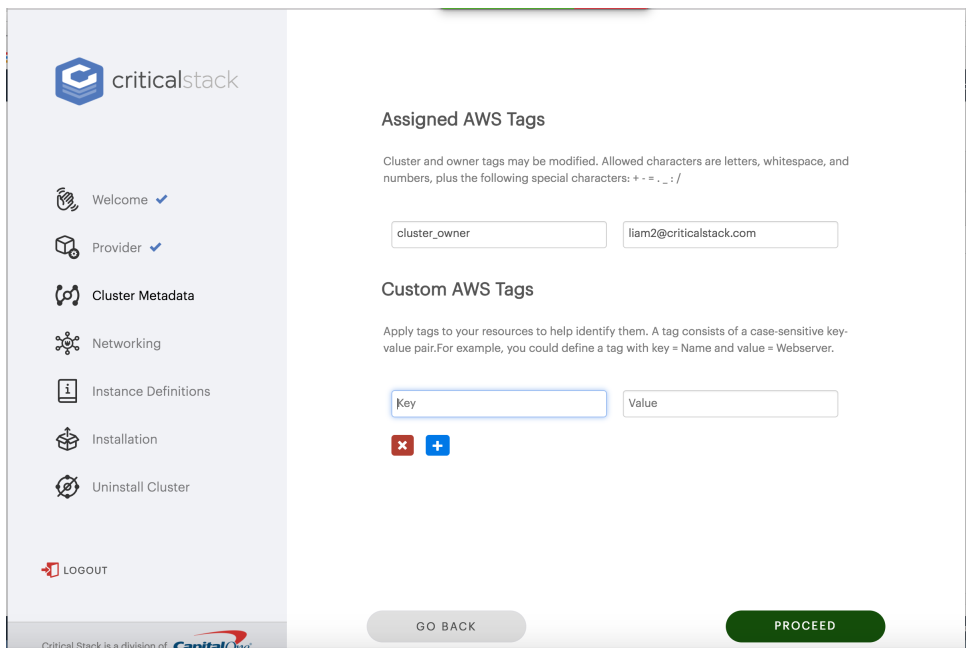 criticalstack
Welcome
Provider
Cluster Metadata
Networking
Instance Definitions
Installation
Uninstall Cluster
LOGOUT
Critical Stack is a division of Capital One
Assigned AWS Tags
Cluster and owner tags may be modified. Allowed characters are letters, whitespace, and
numbers, plus the following special characters: + - = . _ : /
cluster_owner liam2@criticalstack.com
Custom AWS Tags
Apply tags to your resources to help identify them. A tag consists of a case-sensitive key-
value pair.For example, you could define a tag with key = Name and value = Webserver.
Key Value
GO BACK PROCEED